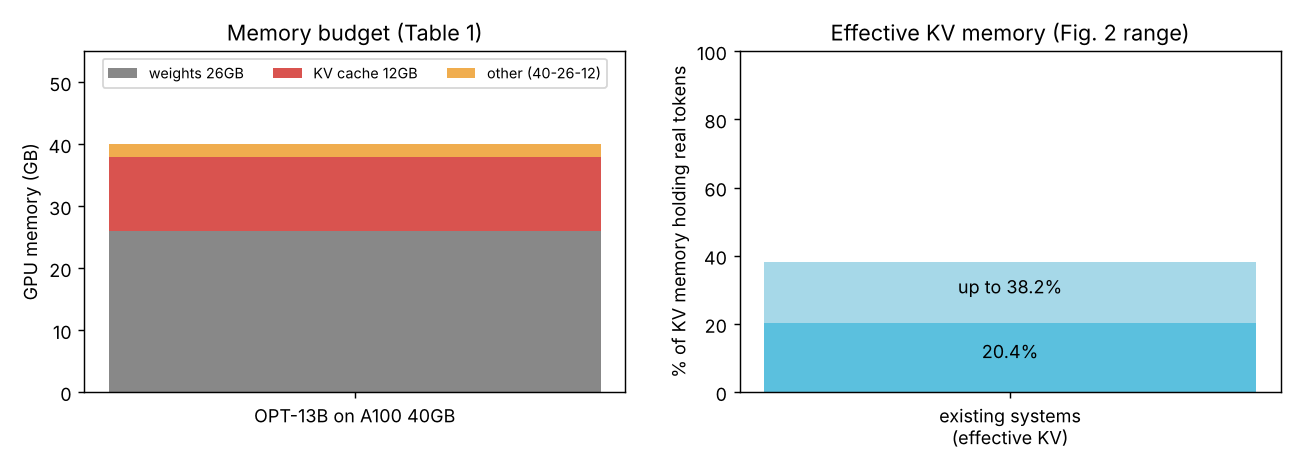 Memory budget (Table 1)
weights 26GB
KV cache 12GB
other (40-26-12)
GPU memory (GB)
50
40
30
20
10
0
OPT-13B on A100 40GB
Effective KV memory (Fig. 2 range)
% of KV memory holding real tokens
100
80
60
40
20
0
up to 38.2%
20.4%
existing systems
(effective KV)